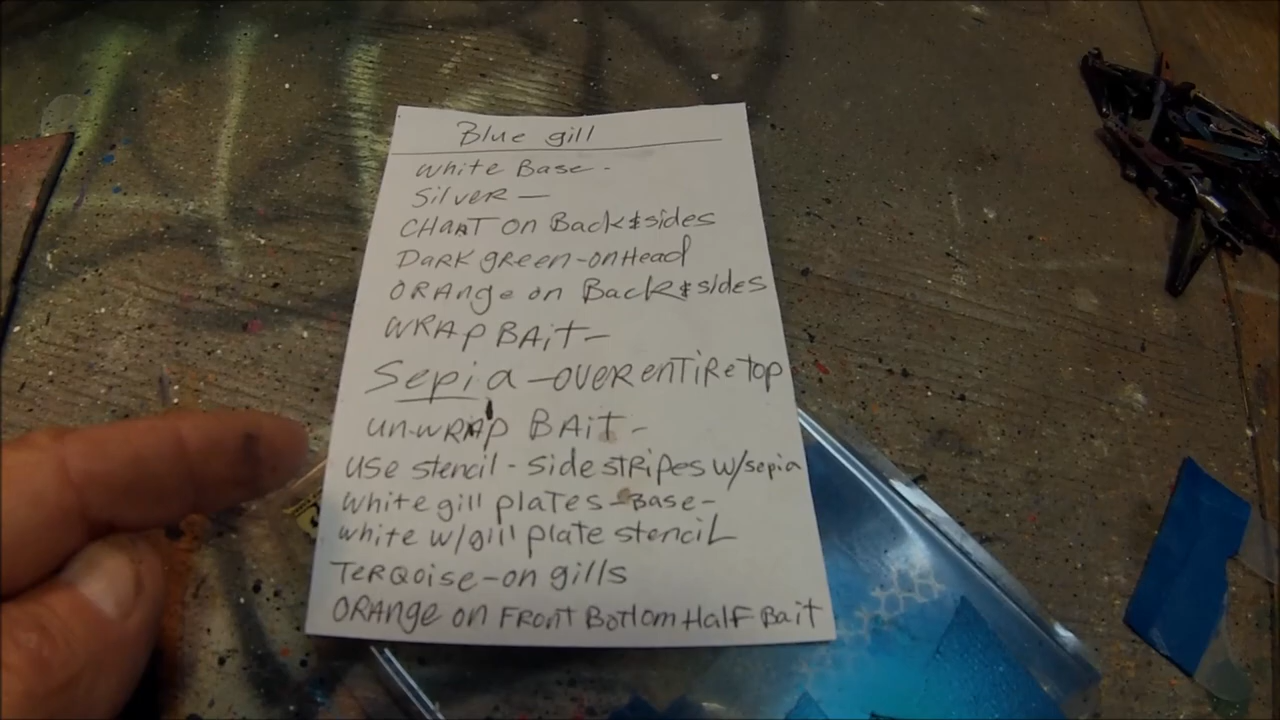 Blue gill
White Base -
SilVER —
CHART ON Back & sides
DARK gREEN - ON Head
ORANge on Back & sides
WRAP BAiT -
Sepia - OVER ENTiRE TOP
UN-WRAP BAiT -
USE stencil - Side stRiPes w/sepia
White gill plates - Base -
white w/gill plate stenciL
TERQoise - on gills
ORANge on FRONT BoTTom HalF Bait